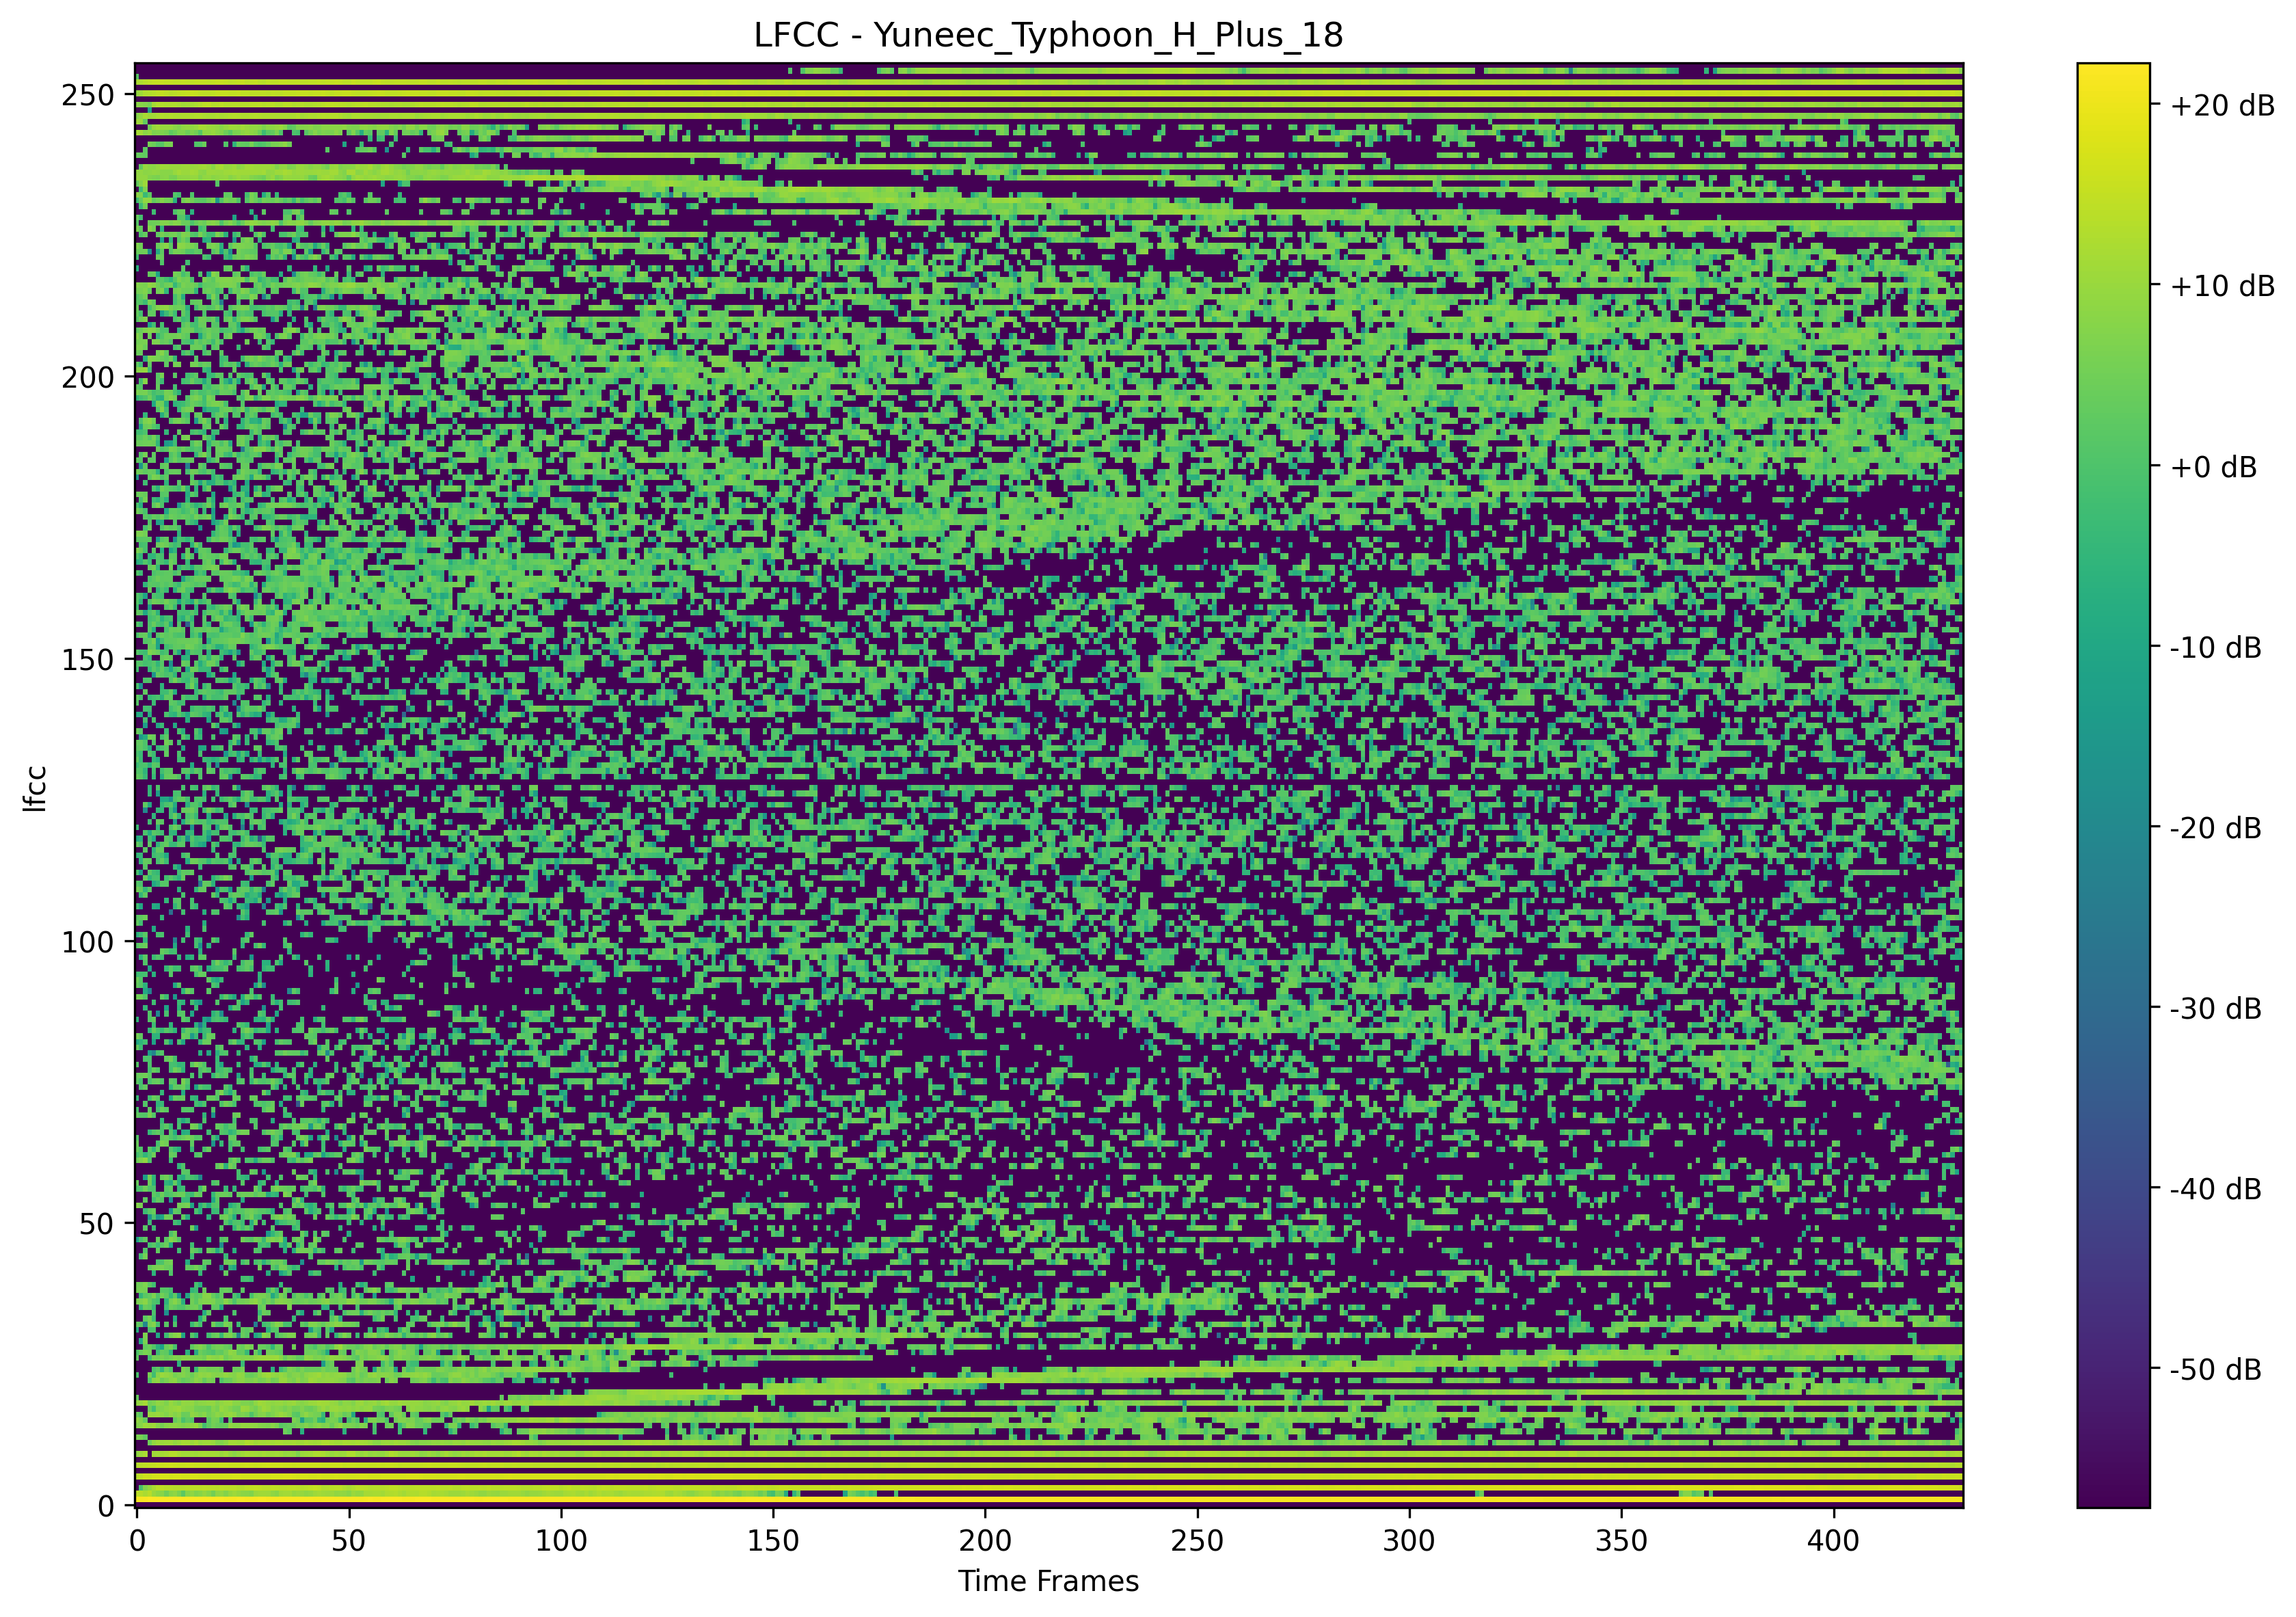 LFCC - Yuneec_Typhoon_H_Plus_18
250
200
150
100
50
0
lfcc
0 50 100 150 200 250 300 350 400
Time Frames
+20 dB
+10 dB
+0 dB
-10 dB
-20 dB
-30 dB
-40 dB
-50 dB